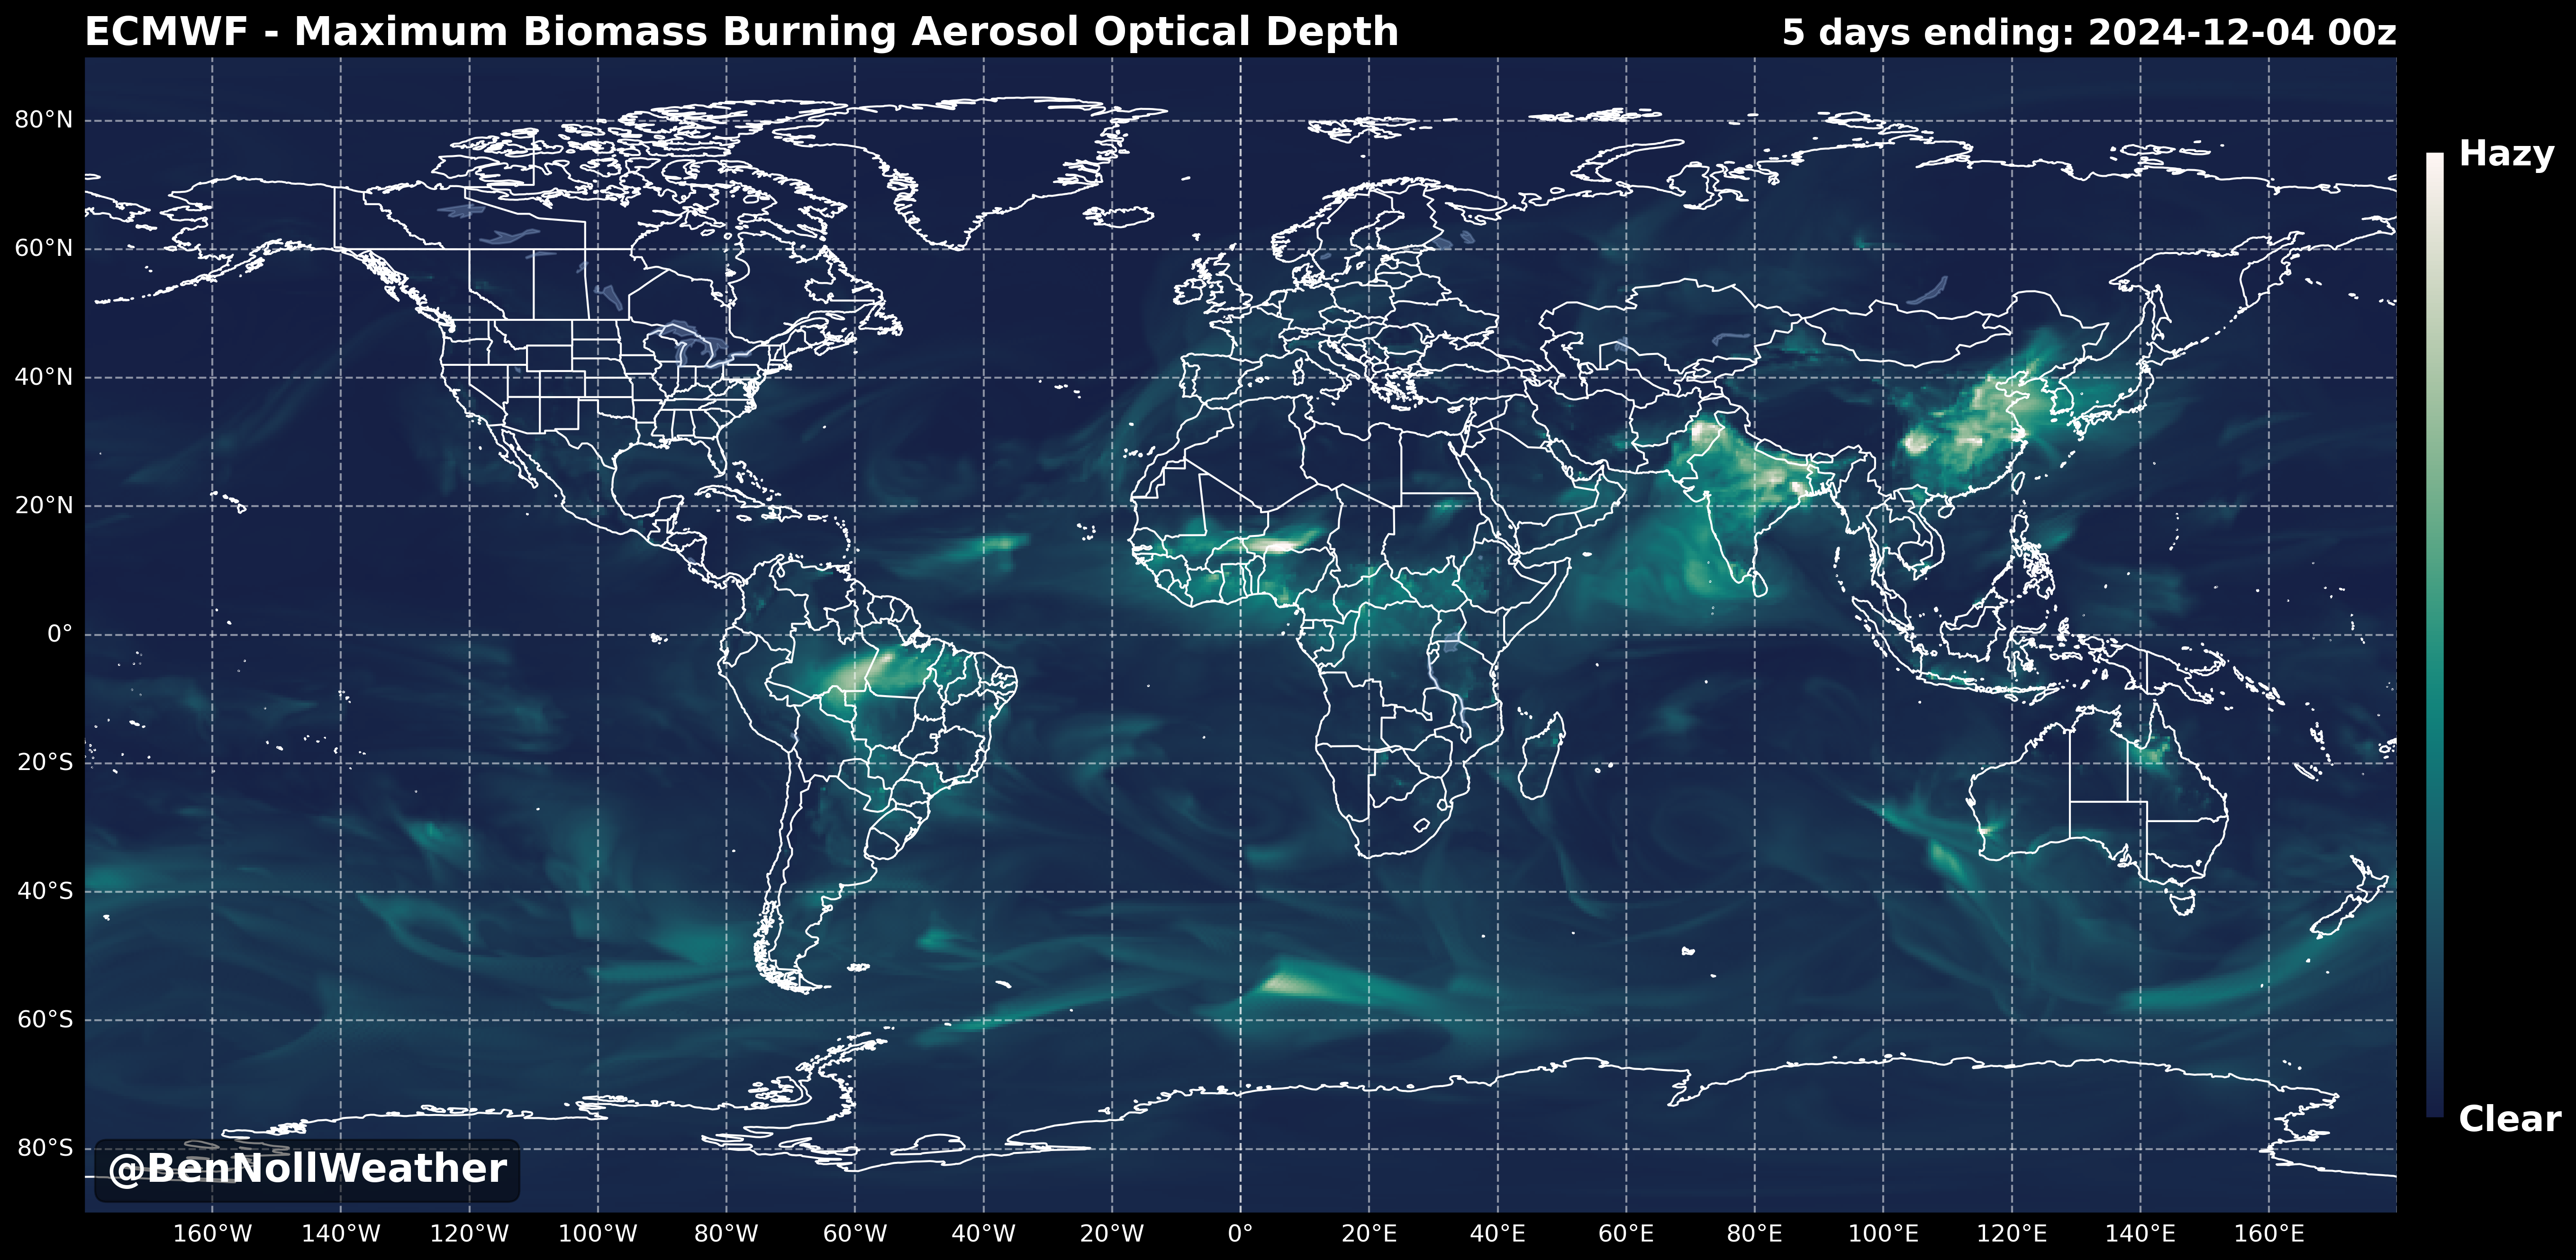 ECMWF - Maximum Biomass Burning Aerosol Optical Depth
5 days ending: 2024-12-04 00z
80°N
60°N
40°N
20°N
0°
20°S
40°S
60°S
80°S
Hazy
Clear
@BenNollWeather
160°W 140°W 120°W 100°W 80°W 60°W 40°W 20°W 0° 20°E 40°E 60°E 80°E 100°E 120°E 140°E 160°E